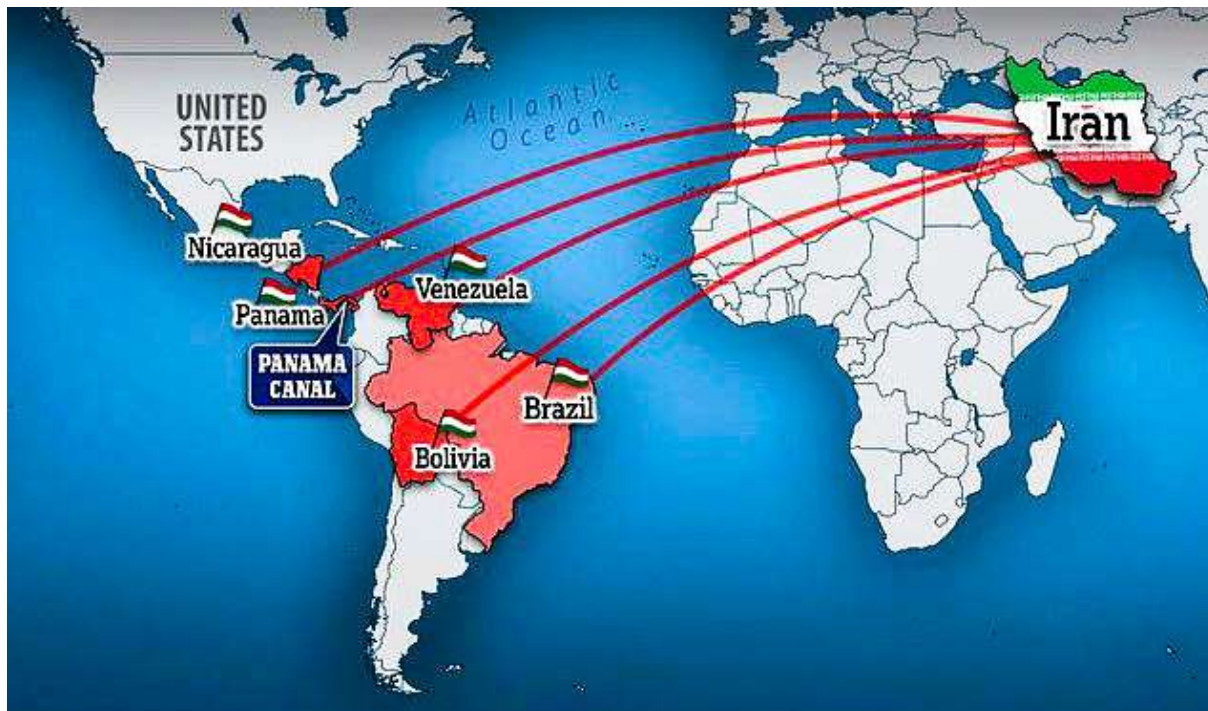 UNITED
STATES
Atlantic
Ocean
Iran
Nicaragua
Venezuela
Panama
PANAMA
CANAL
Brazil
Bolivia